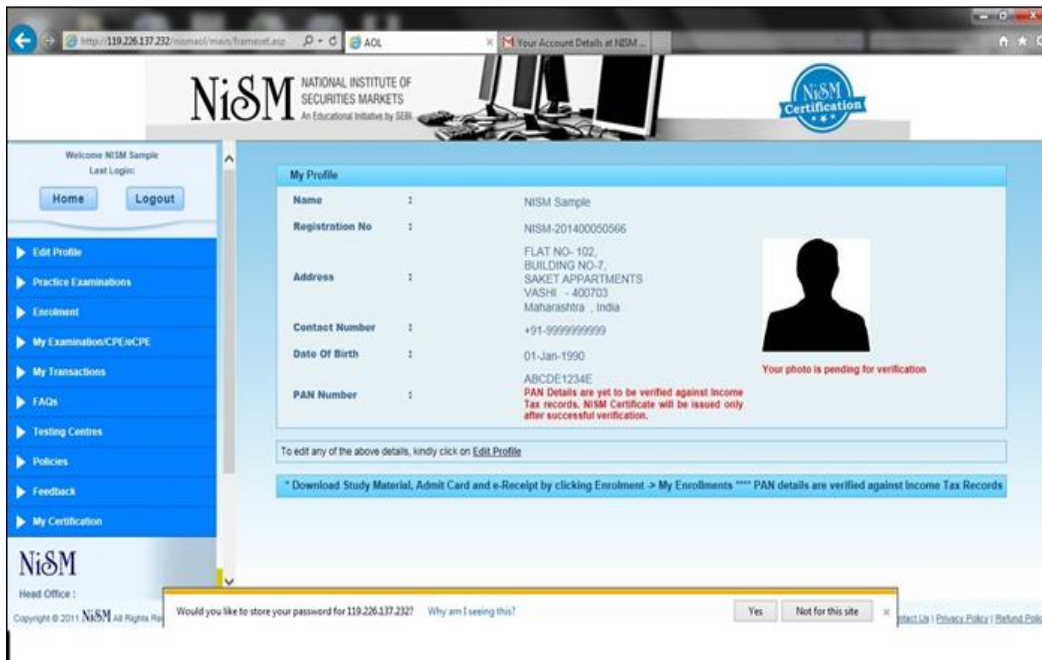 http://119.226.137.232/nismaol/main/frameset.asp
AOL
Your Account Details at NISM ...
NiSM NATIONAL INSTITUTE OF
SECURITIES MARKETS
An Educational Initiative by SEBI
NiSM
Certification
Welcome NISM Sample
Last Login:
Home Logout
Edit Profile
Practice Examinations
Enrolment
My Examination/CPE/eCPE
My Transactions
FAQs
Testing Centres
Policies
Feedback
My Certification
NiSM
Head Office :
My Profile
Name : NISM Sample
Registration No : NISM-201400050566
Address : FLAT NO- 102,
BUILDING NO-7,
SAKET APPARTMENTS
VASHI - 400703
Maharashtra , India
Contact Number : +91-9999999999
Date Of Birth : 01-Jan-1990
PAN Number : ABCDE1234E
PAN Details are yet to be verified against Income
Tax records. NISM Certificate will be issued only
after successful verification.
Your photo is pending for verification
To edit any of the above details, kindly click on Edit Profile
* Download Study Material, Admit Card and e-Receipt by clicking Enrolment -> My Enrollments **** PAN details are verified against Income Tax Records
Would you like to store your password for 119.226.137.232? Why am I seeing this? Yes Not for this site
Copyright © 2011 NiSM All Rights
ntact Us | Privacy Policy | Refund Polic